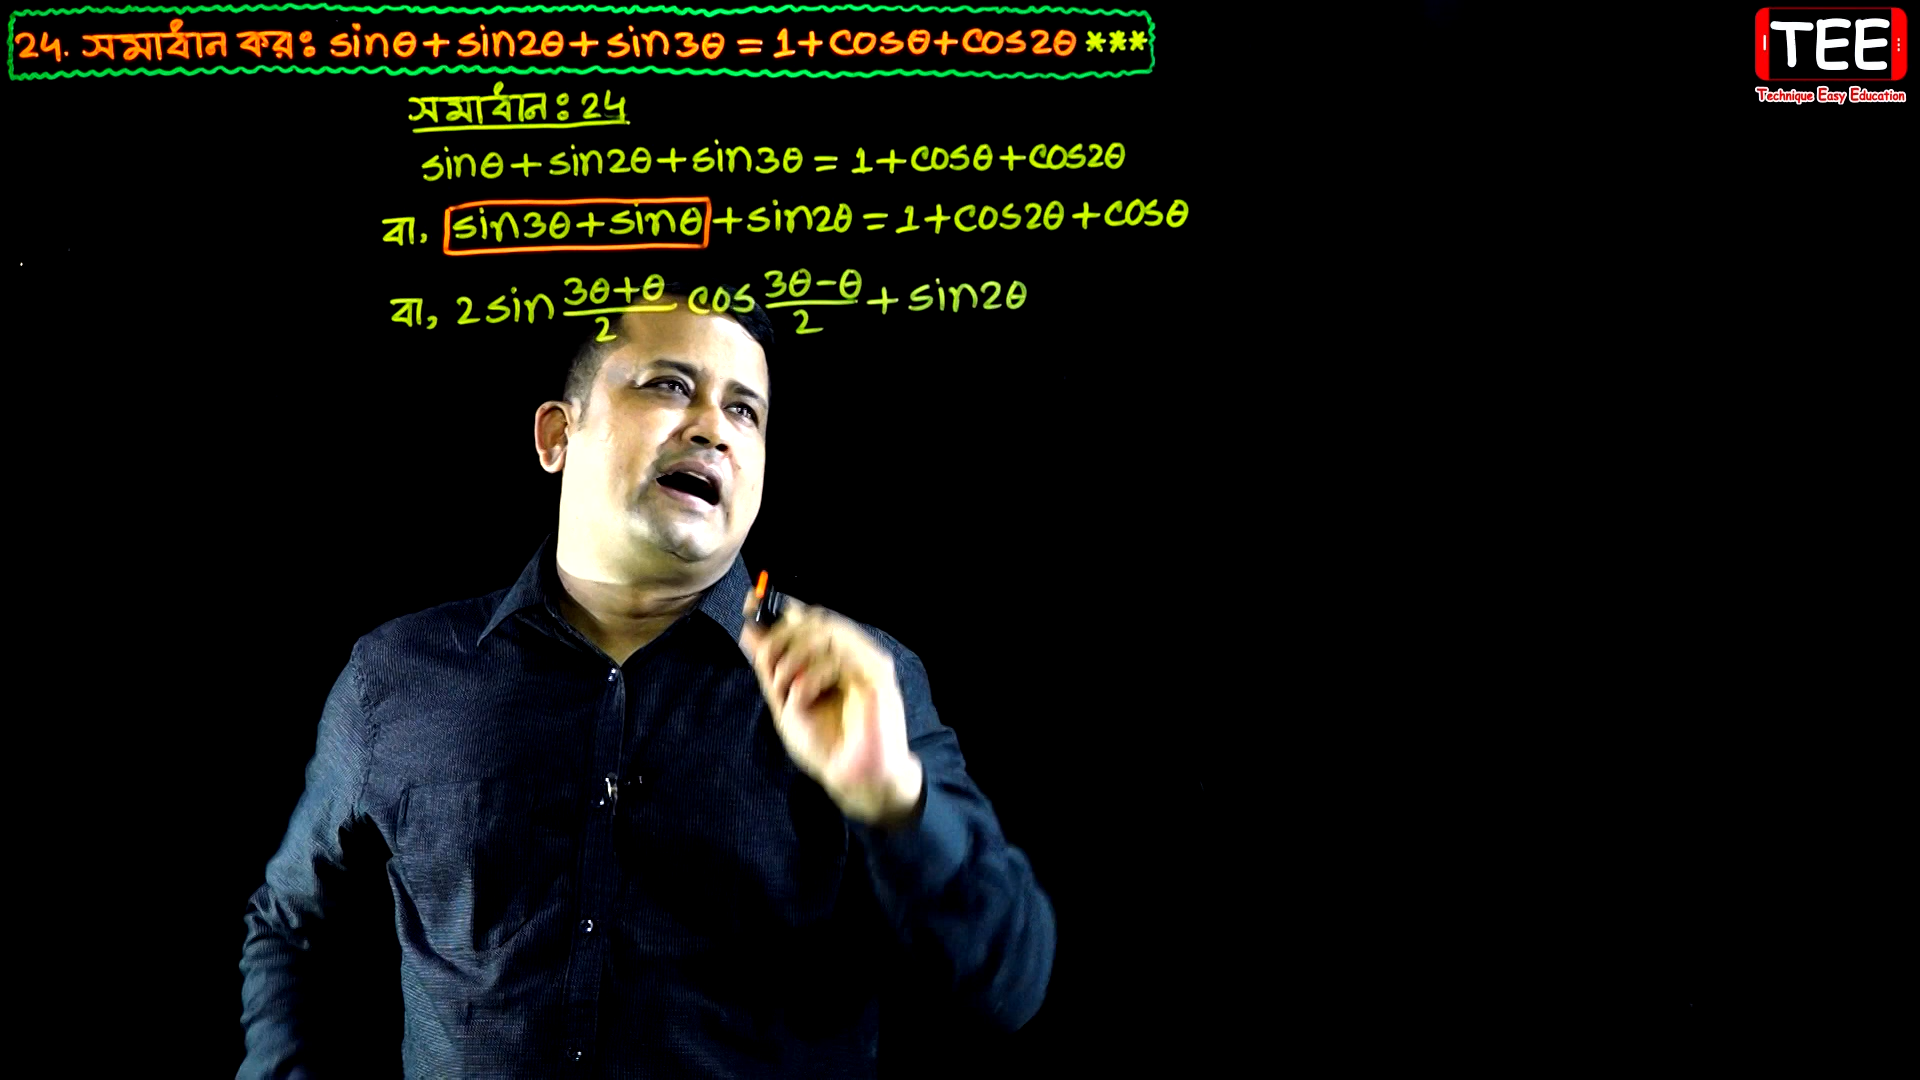 24. সমাধান করঃ sinθ+sin2θ+sin3θ=1+cosθ+cos2θ ***
TEE
Technique Easy Education
সমাধানঃ 24
sinθ+sin2θ+sin3θ=1+cosθ+cos2θ
বা, sin3θ+sinθ+sin2θ=1+cos2θ+cosθ
বা, 2sin (3θ+θ)/2 cos (3θ-θ)/2 + sin2θ